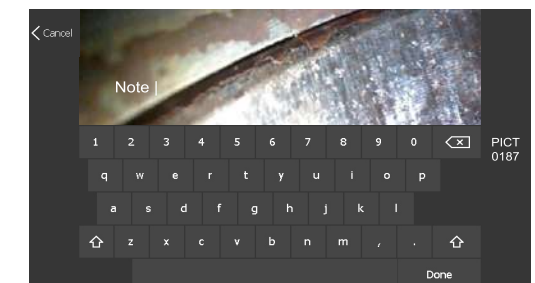 Cancel
Note
1 2 3 4 5 6 7 8 9 0
PICT
0187
q w e r t y u i o p
a s d f g h j k l
z x c v b n m , .
Done